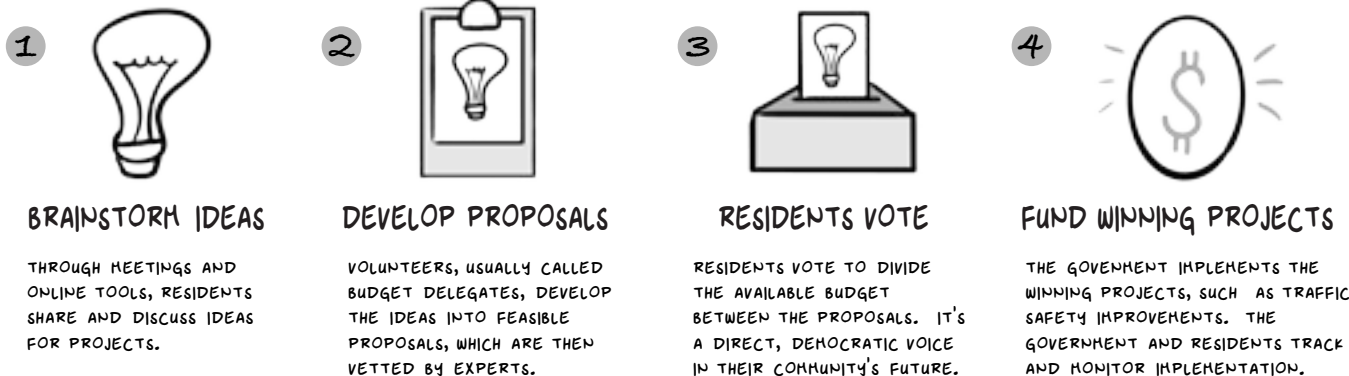 1
BRAINSTORM IDEAS
THROUGH MEETINGS AND
ONLINE TOOLS, RESIDENTS
SHARE AND DISCUSS IDEAS
FOR PROJECTS.
2
DEVELOP PROPOSALS
VOLUNTEERS, USUALLY CALLED
BUDGET DELEGATES, DEVELOP
THE IDEAS INTO FEASIBLE
PROPOSALS, WHICH ARE THEN
VETTED BY EXPERTS.
3
RESIDENTS VOTE
RESIDENTS VOTE TO DIVIDE
THE AVAILABLE BUDGET
BETWEEN THE PROPOSALS. IT'S
A DIRECT, DEMOCRATIC VOICE
IN THEIR COMMUNITY'S FUTURE.
4
$
FUND WINNING PROJECTS
THE GOVENMENT IMPLEMENTS THE
WINNING PROJECTS, SUCH AS TRAFFIC
SAFETY IMPROVEMENTS. THE
GOVERNMENT AND RESIDENTS TRACK
AND MONITOR IMPLEMENTATION.